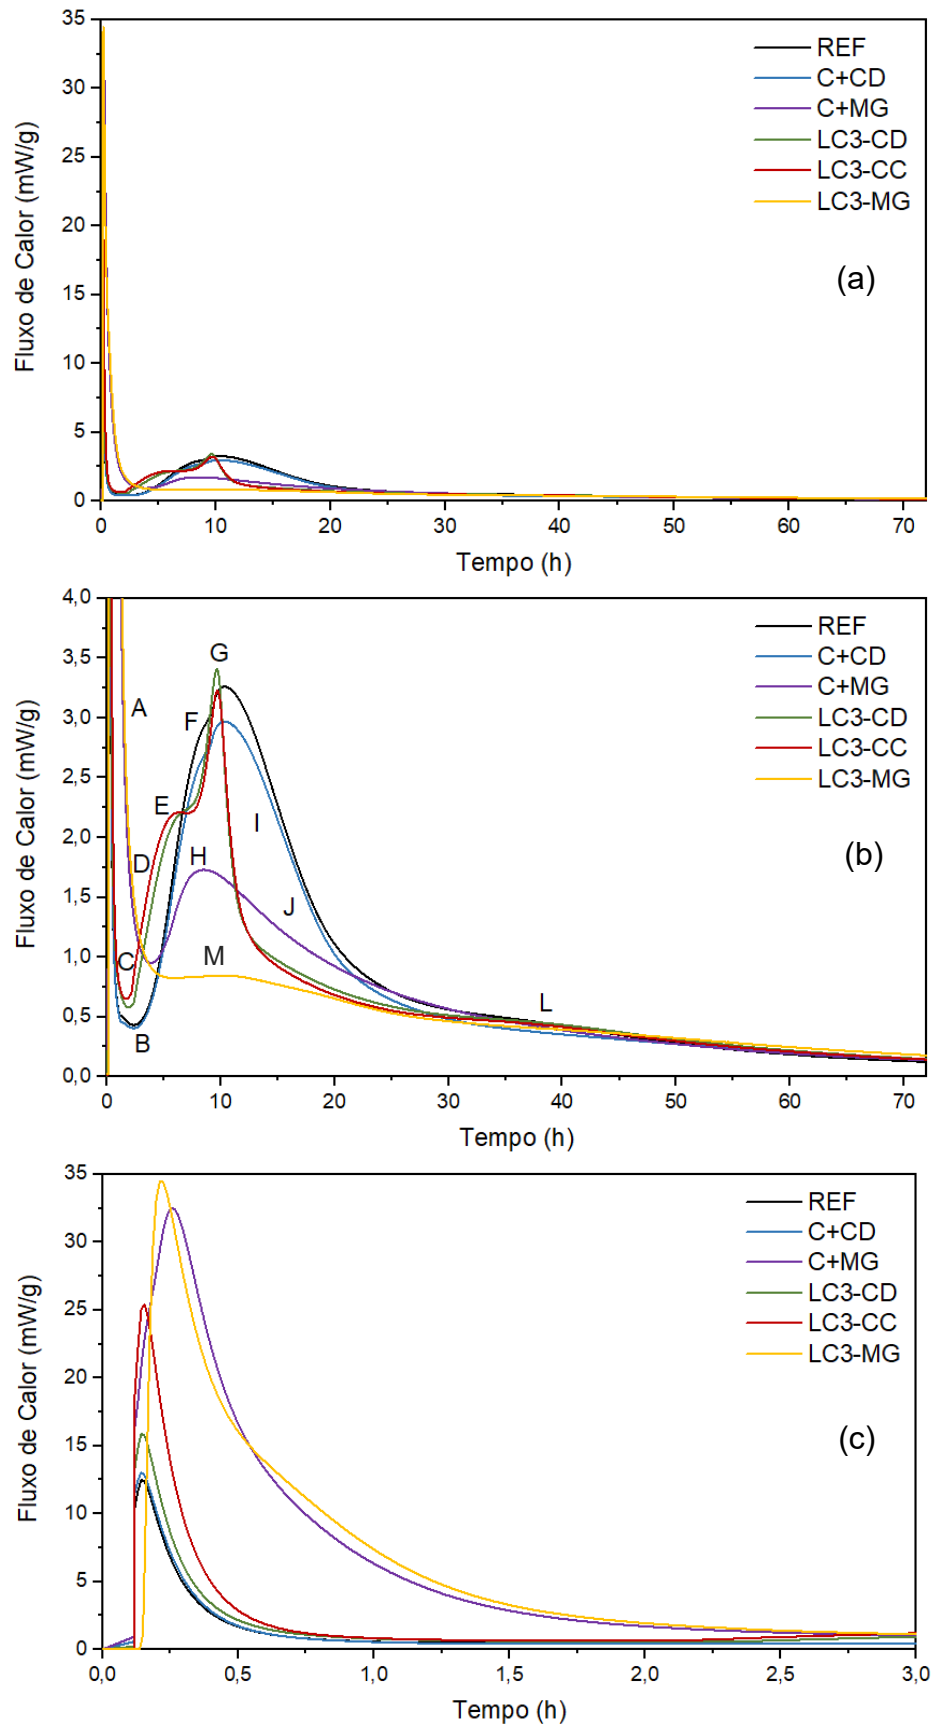 35
30
25
20
15
10
5
0
Fluxo de Calor (mW/g)
REF
C+CD
C+MG
LC3-CD
LC3-CC
LC3-MG
(a)
0 10 20 30 40 50 60 70
Tempo (h)
4,0
3,5
3,0
2,5
2,0
1,5
1,0
0,5
0,0
Fluxo de Calor (mW/g)
REF
C+CD
C+MG
LC3-CD
LC3-CC
LC3-MG
G
A
F
E
I
(b)
D
H
J
C
M
L
B
0 10 20 30 40 50 60 70
Tempo (h)
35
30
25
20
15
10
5
0
Fluxo de Calor (mW/g)
REF
C+CD
C+MG
LC3-CD
LC3-CC
LC3-MG
(c)
0,0 0,5 1,0 1,5 2,0 2,5 3,0
Tempo (h)